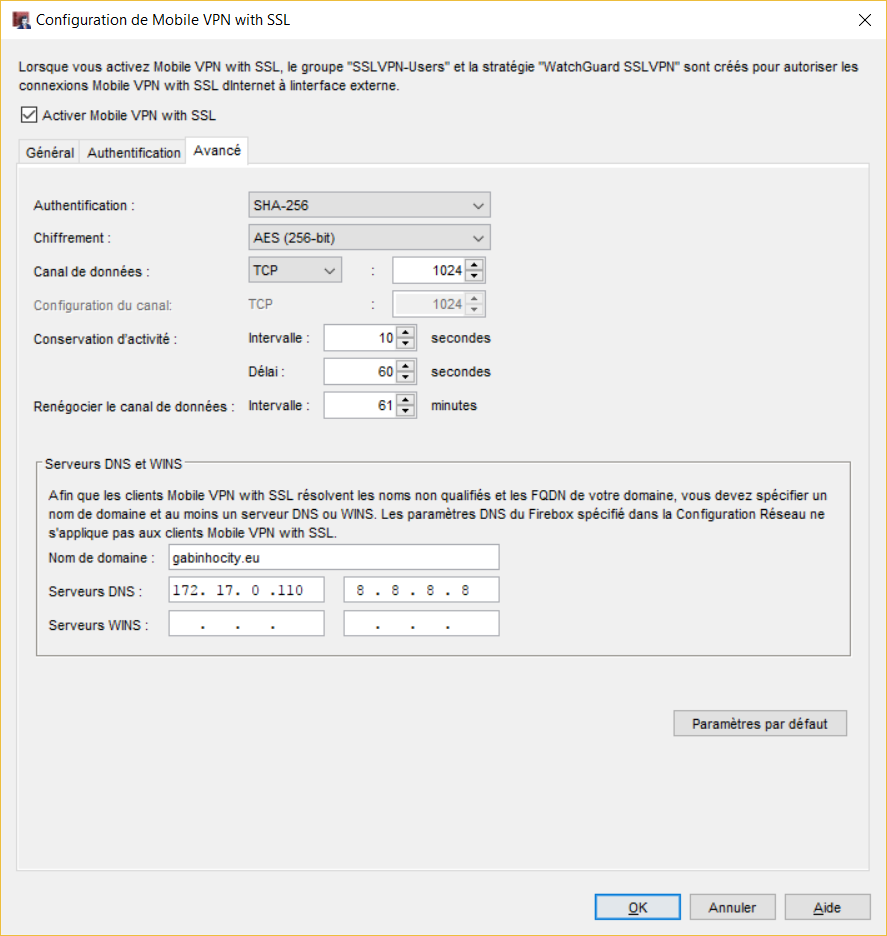 Configuration de Mobile VPN with SSL
Lorsque vous activez Mobile VPN with SSL, le groupe "SSLVPN-Users" et la stratégie "WatchGuard SSLVPN" sont créés pour autoriser les
connexions Mobile VPN with SSL dInternet à linterface externe.
Activer Mobile VPN with SSL
Général Authentification Avancé
Authentification : SHA-256
Chiffrement : AES (256-bit)
Canal de données : TCP : 1024
Configuration du canal: TCP : 1024
Conservation d'activité : Intervalle : 10 secondes
Délai : 60 secondes
Renégocier le canal de données : Intervalle : 61 minutes
Serveurs DNS et WINS
Afin que les clients Mobile VPN with SSL résolvent les noms non qualifiés et les FQDN de votre domaine, vous devez spécifier un
nom de domaine et au moins un serveur DNS ou WINS. Les paramètres DNS du Firebox spécifié dans la Configuration Réseau ne
s'applique pas aux clients Mobile VPN with SSL.
Nom de domaine : gabinhocity.eu
Serveurs DNS : 172. 17. 0 .110 8 . 8 . 8 . 8
Serveurs WINS : . . . . . .
Paramètres par défaut
OK Annuler Aide